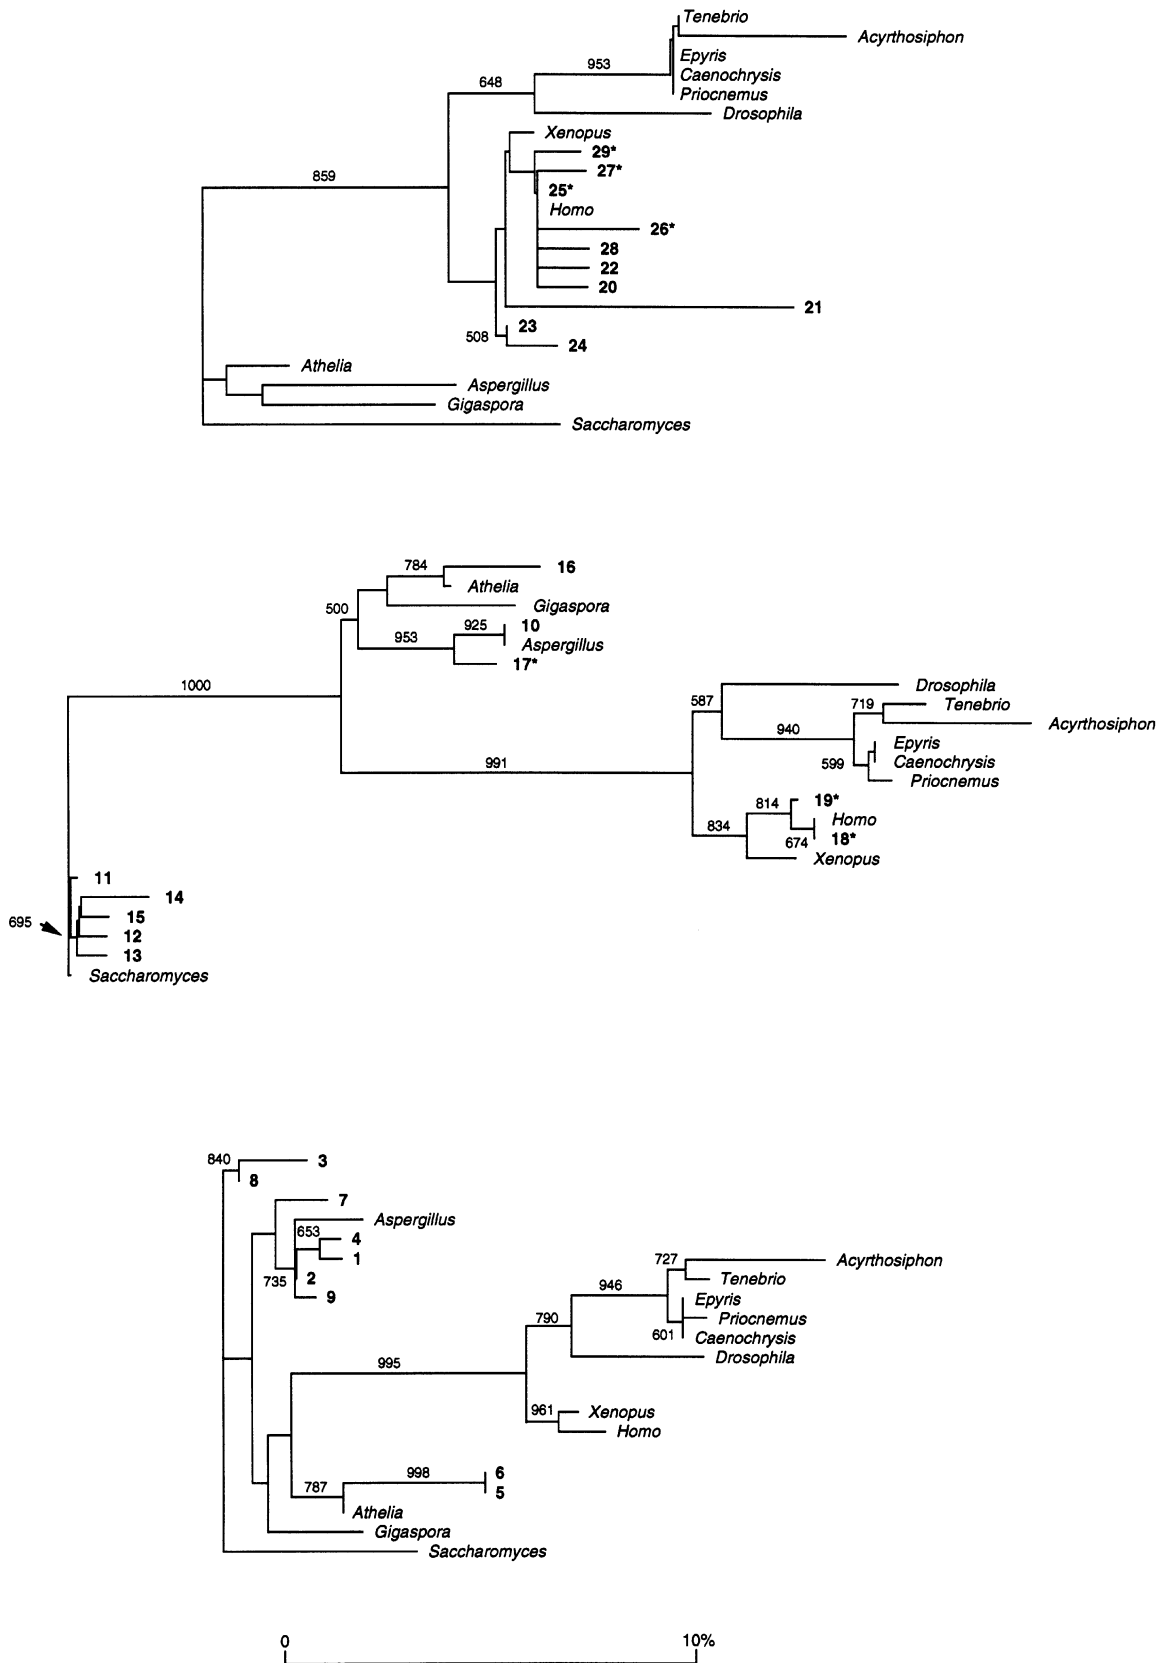 Tenebrio
Acyrthosiphon
Epyris
953
Caenochrysis
648
Priocnemus
Drosophila
Xenopus
29*
27*
859
25*
Homo
26*
28
22
20
21
23
508
24
Athelia
Aspergillus
Gigaspora
Saccharomyces
784
16
Athelia
500
Gigaspora
925
10
953
Aspergillus
17*
1000
Drosophila
587
719
Tenebrio
Acyrthosiphon
940
Epyris
991
599
Caenochrysis
Priocnemus
814
19*
Homo
834
674
18*
Xenopus
11
14
695
15
12
13
Saccharomyces
840
3
8
7
Aspergillus
653
4
1
727
Acyrthosiphon
735
2
Tenebrio
946
9
Epyris
790
Priocnemus
601
Caenochrysis
995
Drosophila
961
Xenopus
Homo
998
6
787
5
Athelia
Gigaspora
Saccharomyces
0
10%